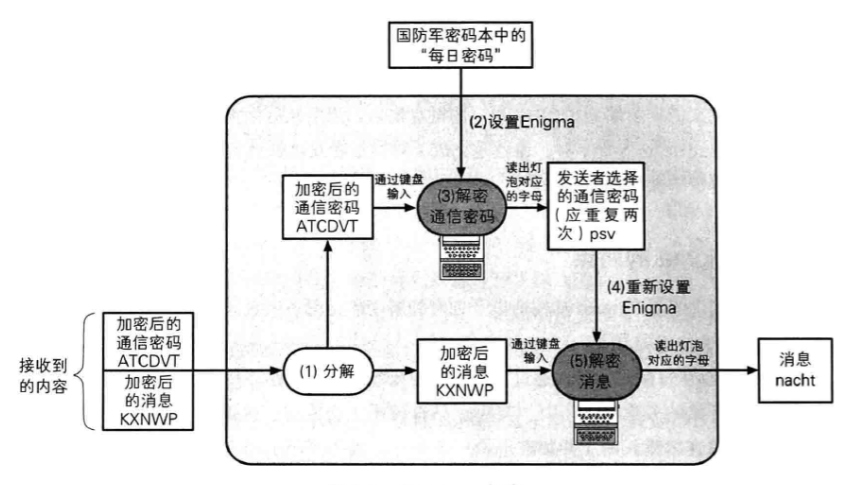 国防军密码本中的
“每日密码”
(2)设置Enigma
加密后的
通信密码
ATCDVT
通过键盘
输入
(3)解密
通信密码
读出灯
泡对应
的字母
发送者选择
的通信密码
(应重复两
次)psv
(4)重新设置
Enigma
接收到
的内容
加密后的
通信密码
ATCDVT
加密后
的消息
KXNWP
(1) 分解
加密后
的消息
KXNWP
通过键盘
输入
(5)解密
消息
读出灯泡
对应的字母
消息
nacht